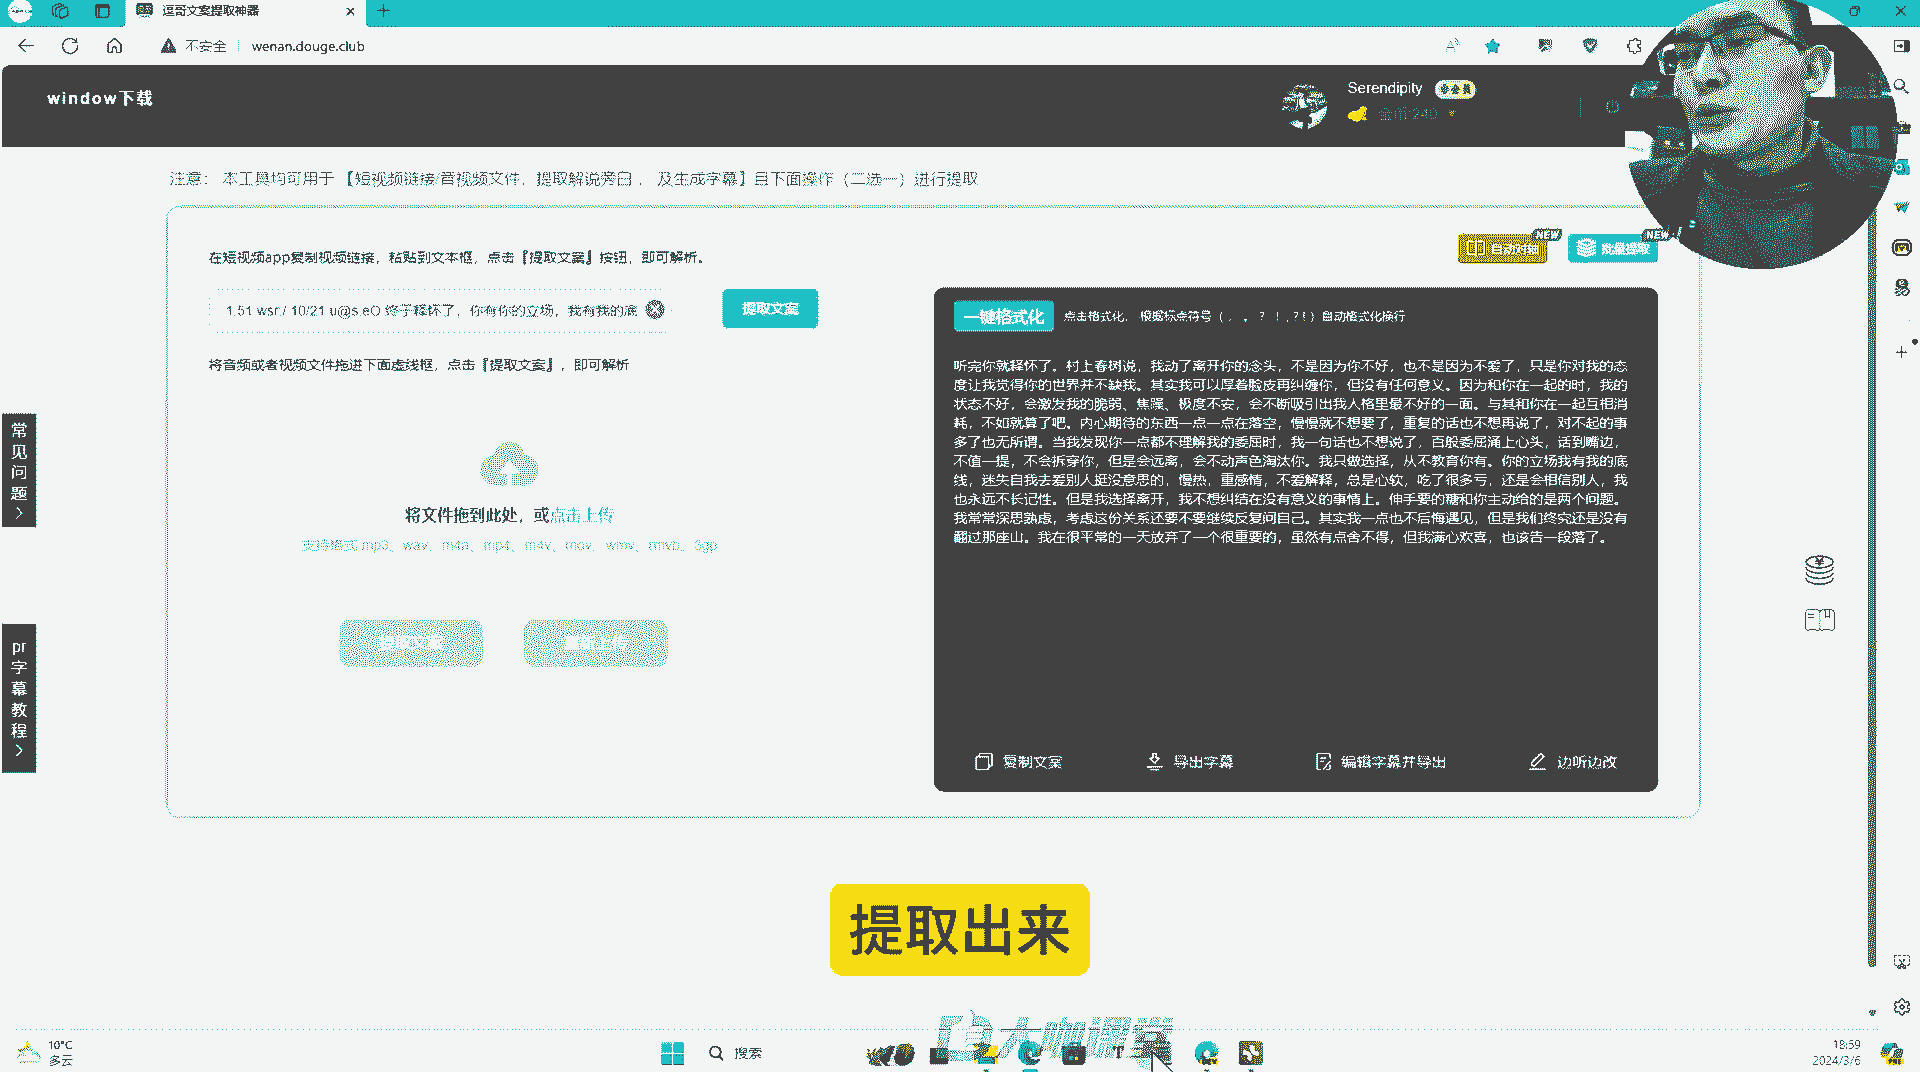 逗哥文案提取神器
不安全
wenan.douge.club
window下载
Serendipity
非会员
金币:240
注意： 本工具均可用于 【短视频链接/音视频文件，提取解说旁白， 及生成字幕】且下面操作（二选一）进行提取
在短视频app复制视频链接，粘贴到文本框，点击『提取文案』按钮，即可解析。
1.51 wsr:/ 10/21 u@s.eO 终于释怀了，你有你的立场，我有我的底
提取文案
将音频或者视频文件拖进下面虚线框，点击『提取文案』，即可解析
将文件拖到此处，或点击上传
支持格式 mp3、wav、m4a、mp4、m4v、mov、wmv、rmvb、3gp
NEW
NEW
批量提取
一键格式化
点击格式化， 根据标点符号（ . ， ? ！,?！）自动格式化换行
听完你就释怀了。村上春树说，我动了离开你的念头，不是因为你不好，也不是因为不爱了，只是你对我的态
度让我觉得你的世界并不缺我。其实我可以厚着脸皮再纠缠你，但没有任何意义。因为和你在一起的时，我的
状态不好，会激发我的脆弱、焦躁、极度不安，会不断吸引出我人格里最不好的一面。与其和你在一起互相消
耗，不如就算了吧。内心期待的东西一点一点在落空，慢慢就不想要了，重复的话也不想再说了，对不起的事
多了也无所谓。当我发现你一点都不理解我的委屈时，我一句话也不想说了，百般委屈涌上心头，话到嘴边，
不值一提，不会拆穿你，但是会远离，会不动声色淘汰你。我只做选择，从不教育你有。你的立场我有我的底
线，迷失自我去爱别人挺没意思的，慢热，重感情，不爱解释，总是心软，吃了很多亏，还是会相信别人，我
也永远不长记性。但是我选择离开，我不想纠结在没有意义的事情上。伸手要的糖和你主动给的是两个问题。
我常常深思熟虑，考虑这份关系还要不要继续反复问自己。其实我一点也不后悔遇见，但是我们终究还是没有
翻过那座山。我在很平常的一天放弃了一个很重要的，虽然有点舍不得，但我满心欢喜，也该告一段落了。
复制文案
导出字幕
编辑字幕并导出
边听边改
常见问题
pr字幕教程
提取出来
大咖课堂
10°C
多云
搜索
18:59
2024/3/6